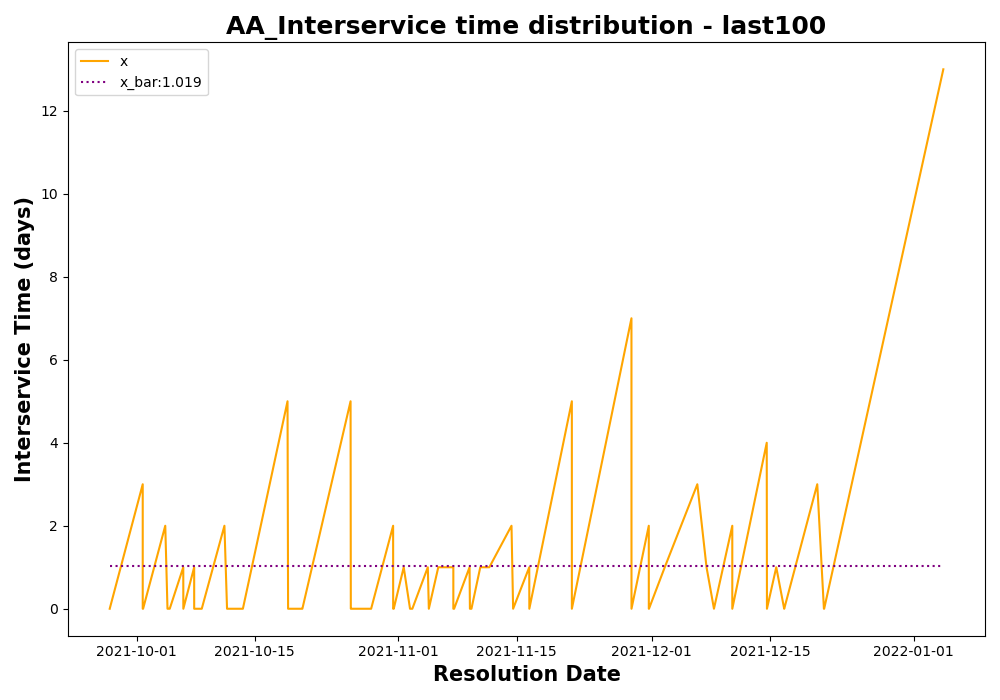 AA_Interservice time distribution - last100
x
x_bar:1.019
Interservice Time (days)
12
10
8
6
4
2
0
2021-10-01 2021-10-15 2021-11-01 2021-11-15 2021-12-01 2021-12-15 2022-01-01
Resolution Date